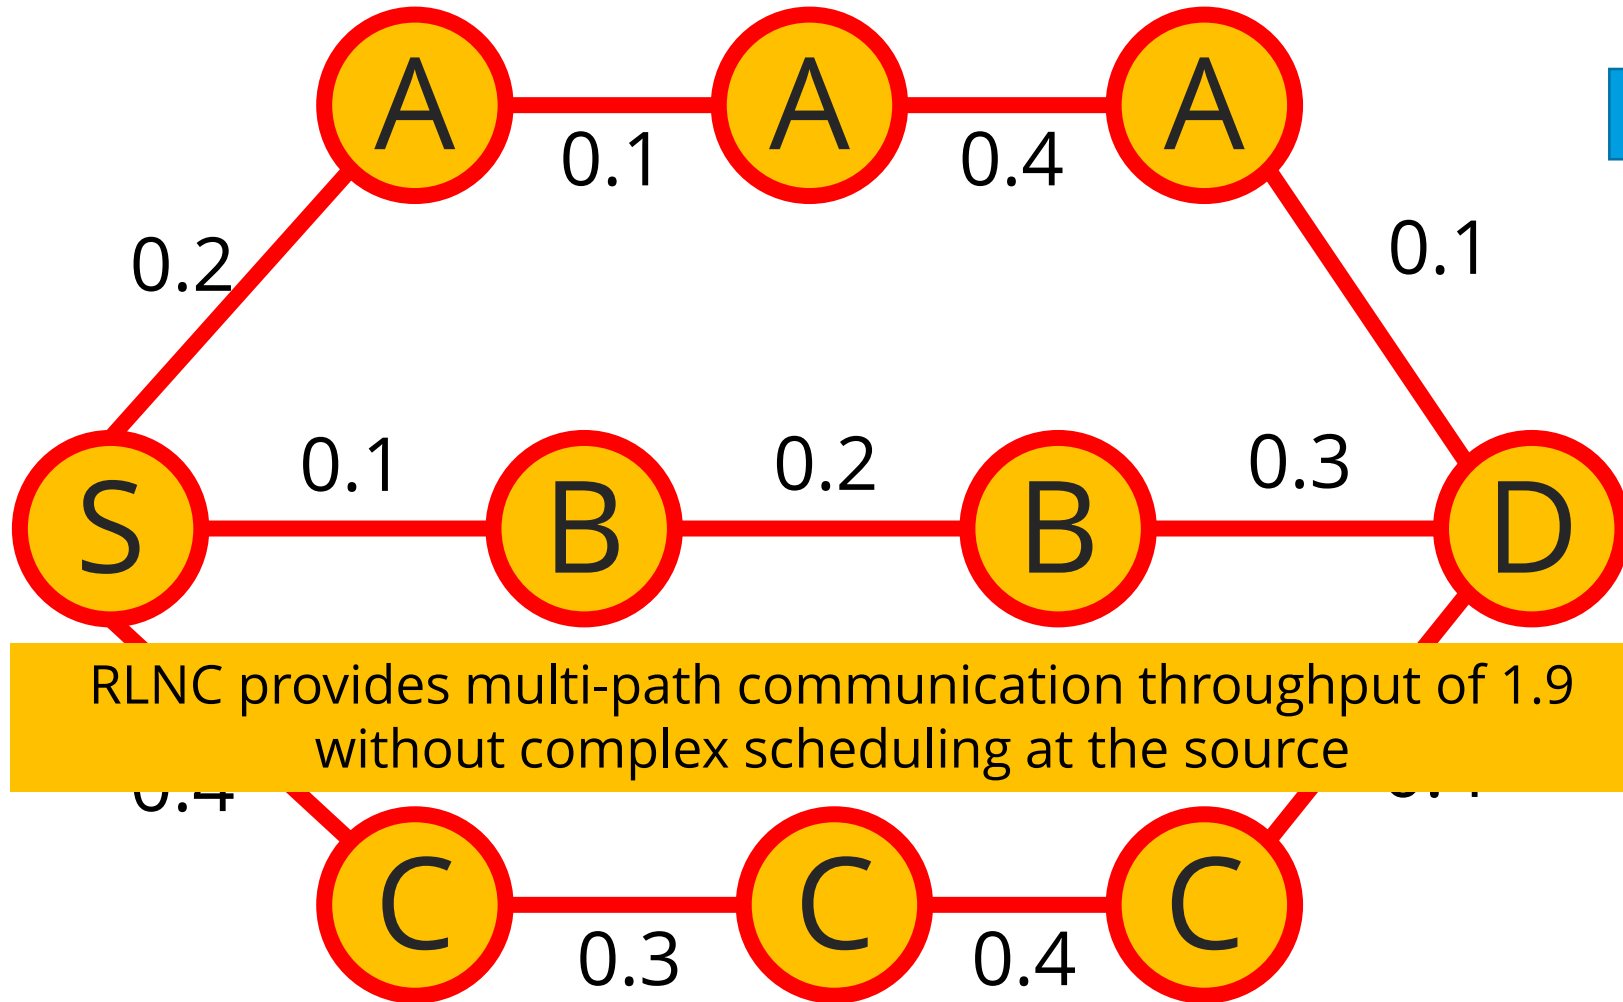 A
A
A
0.1
0.4
0.2
0.1
S
0.1
B
0.2
B
0.3
D
RLNC provides multi-path communication throughput of 1.9
without complex scheduling at the source
C
C
C
0.3
0.4